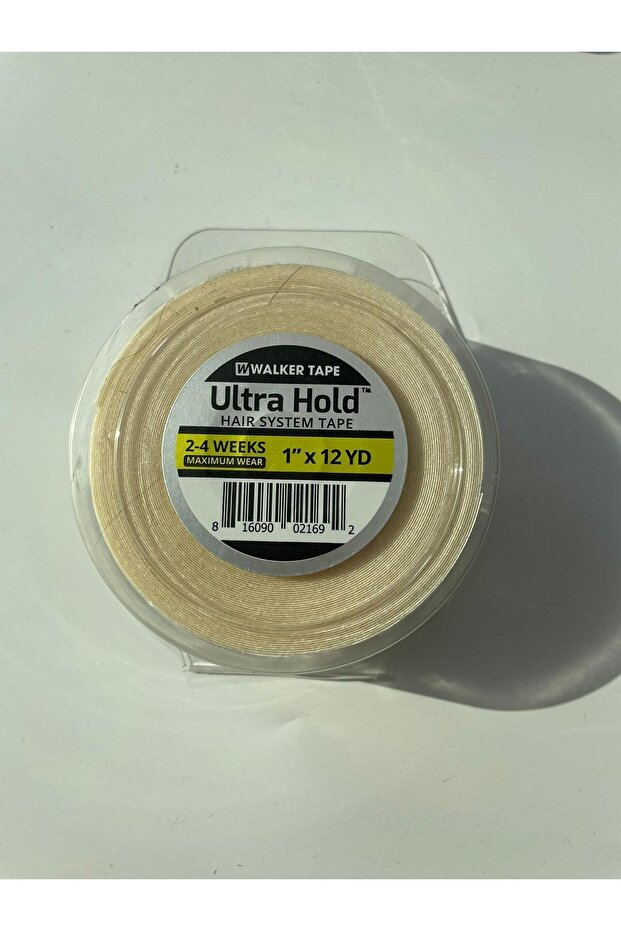 W WALKER TAPE
Ultra Hold™
HAIR SYSTEM TAPE
2-4 WEEKS
MAXIMUM WEAR
1” x 12 YD
8 16090 02169 2